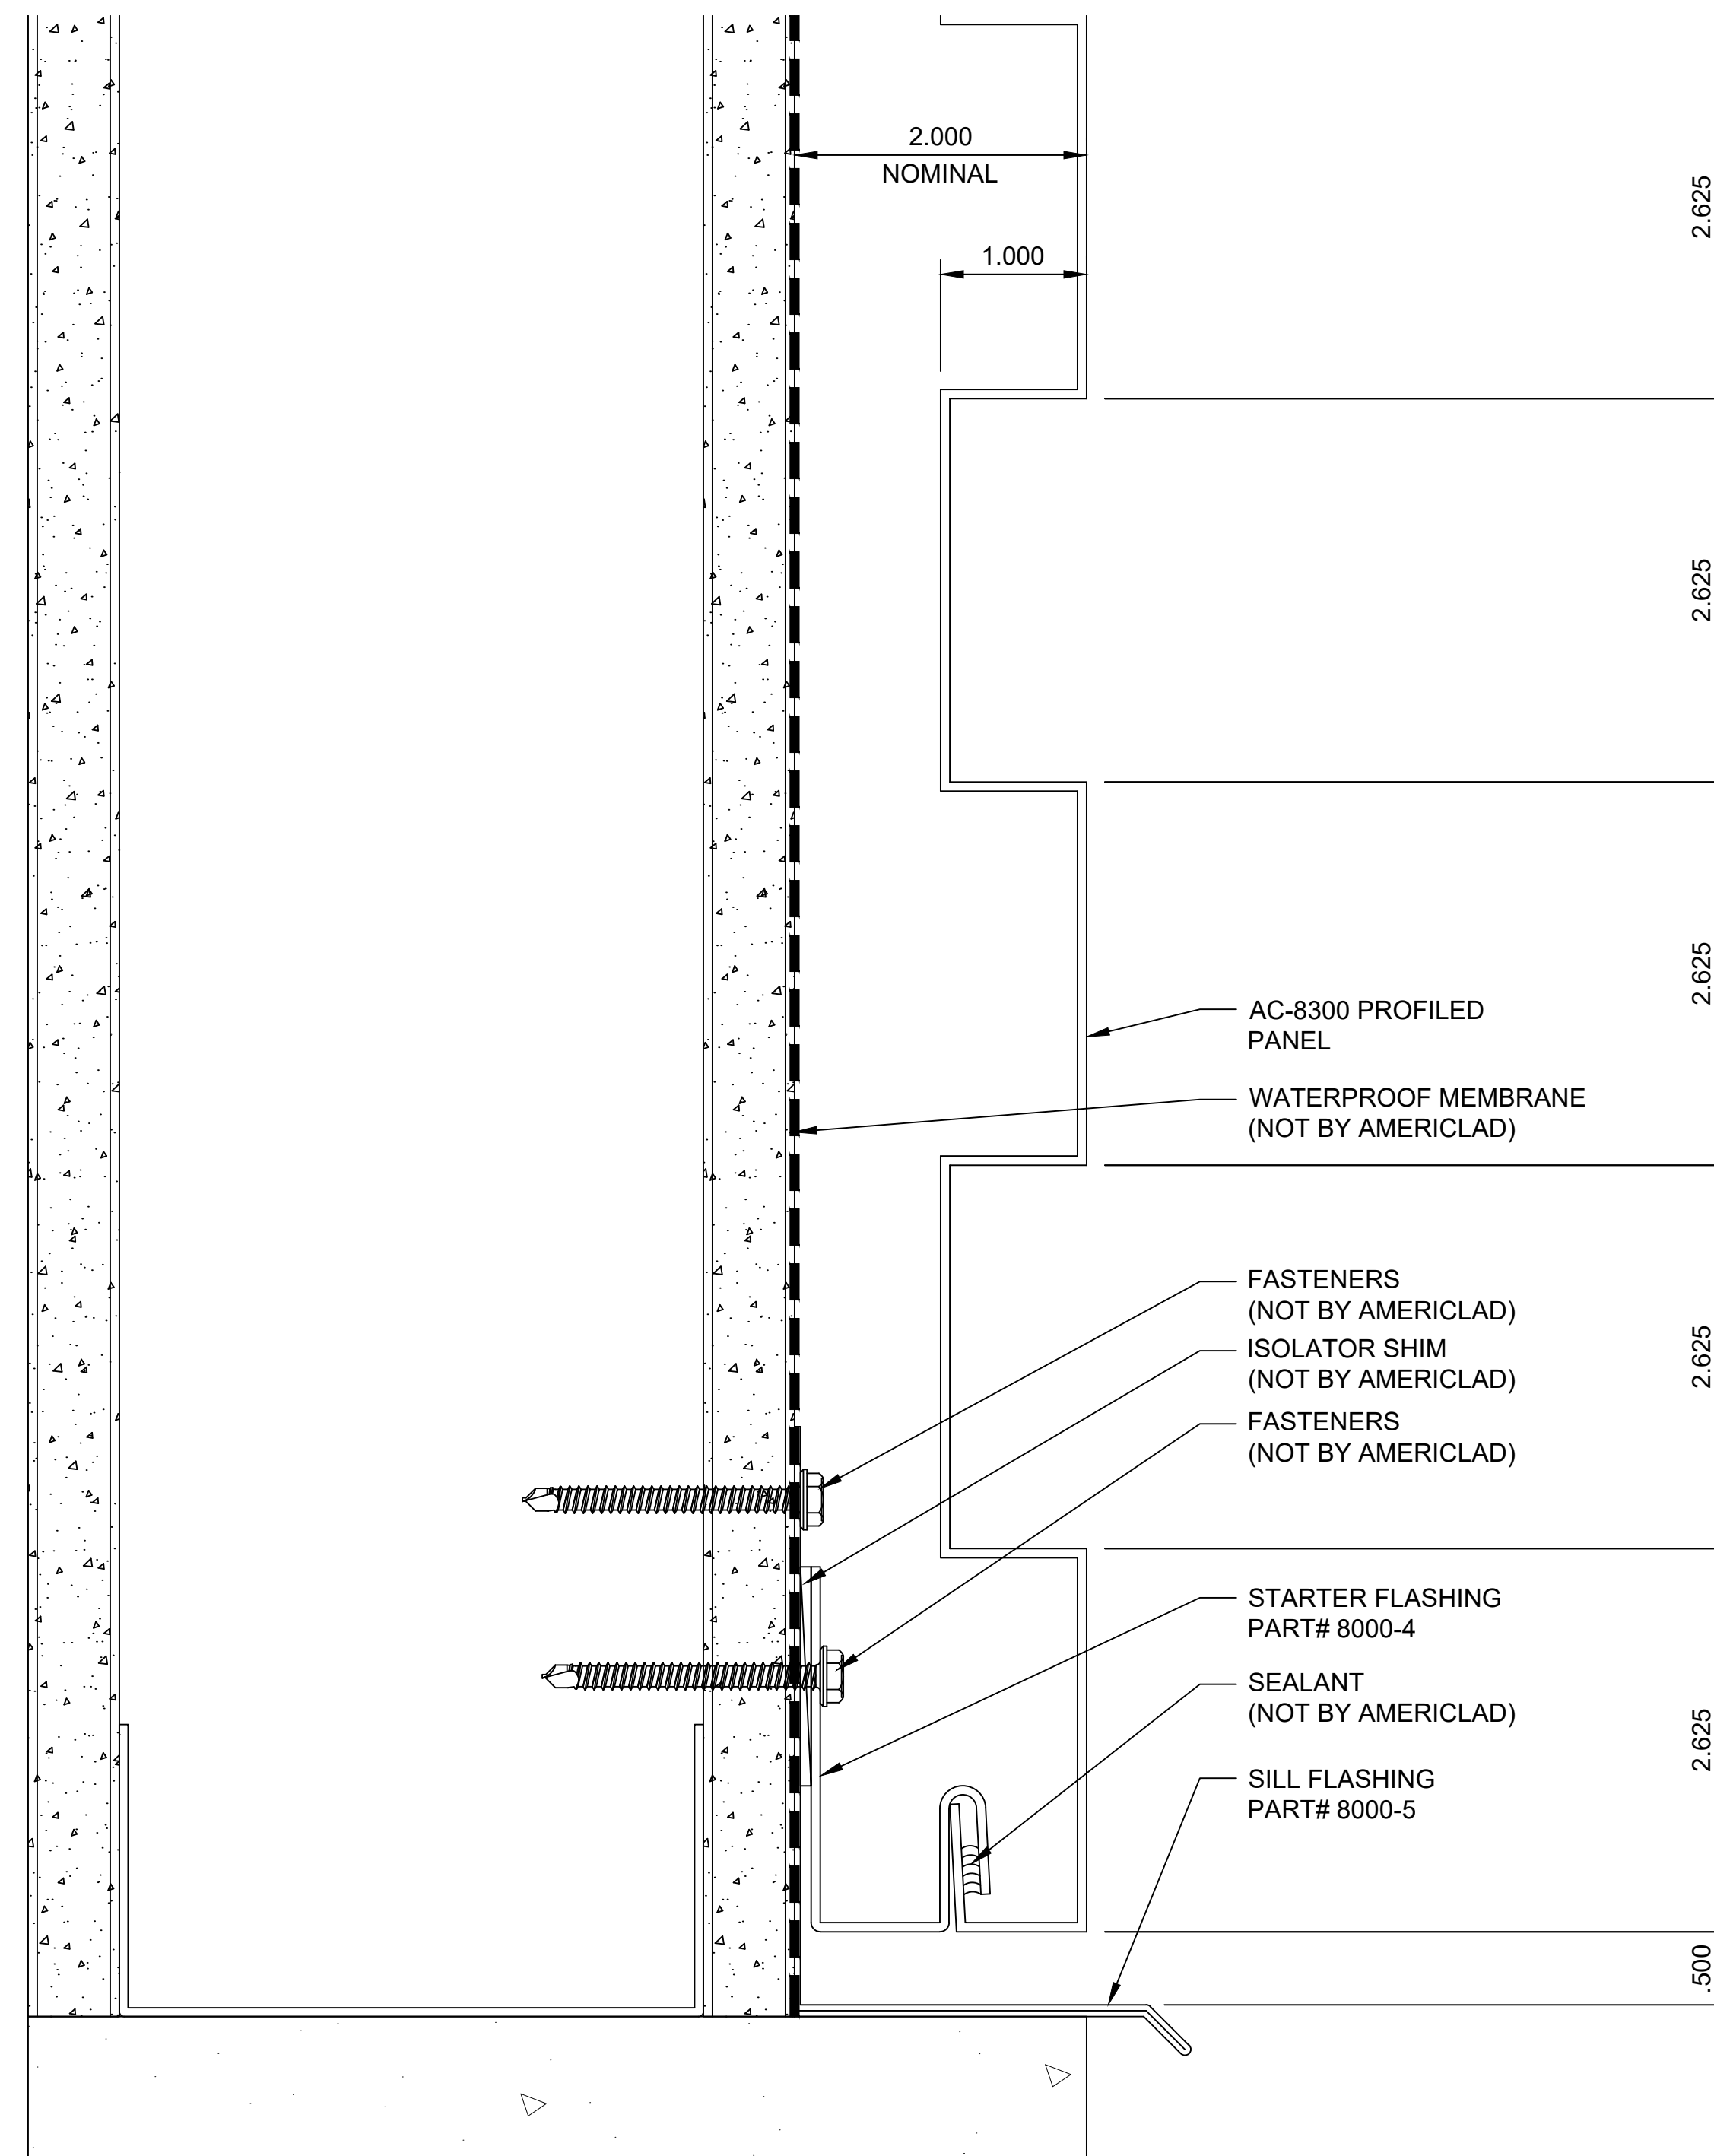 2.000
NOMINAL
1.000
2.625
2.625
2.625
AC-8300 PROFILED
PANEL
WATERPROOF MEMBRANE
(NOT BY AMERICLAD)
FASTENERS
(NOT BY AMERICLAD)
ISOLATOR SHIM
(NOT BY AMERICLAD)
2.625
FASTENERS
(NOT BY AMERICLAD)
STARTER FLASHING
PART# 8000-4
SEALANT
(NOT BY AMERICLAD)
2.625
SILL FLASHING
PART# 8000-5
.500